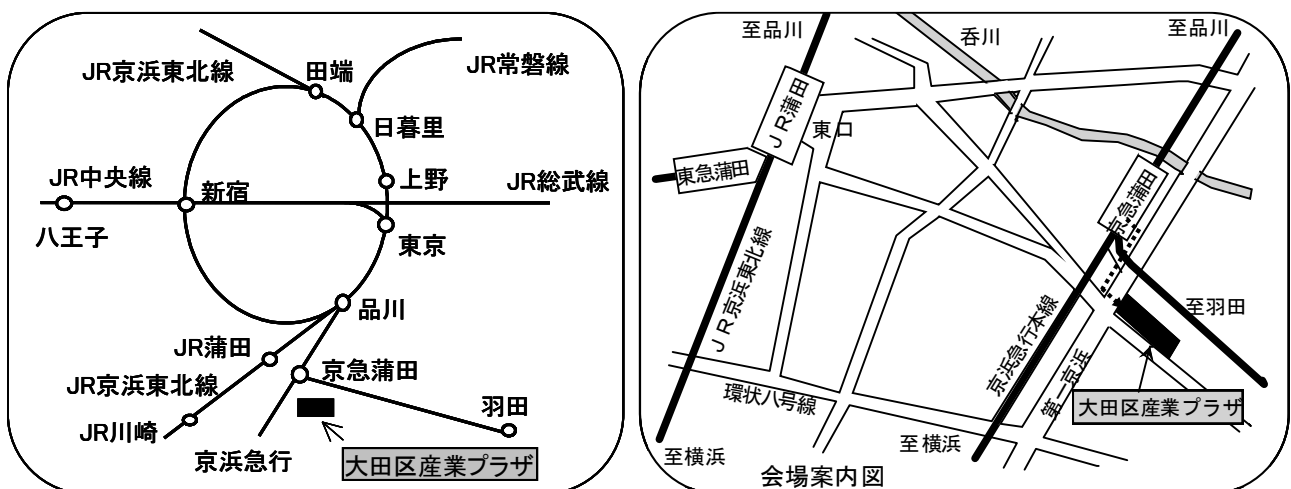 JR京浜東北線
田端
JR常磐線
日暮里
JR中央線
新宿
上野
JR総武線
八王子
東京
品川
JR蒲田
京急蒲田
JR京浜東北線
羽田
JR川崎
京浜急行
大田区産業プラザ
至品川
呑川
至品川
JR蒲田
東口
東急蒲田
京急蒲田
JR京浜東北線
至羽田
京浜急行本線
第一京浜
環状八号線
大田区産業プラザ
至横浜
至横浜
会場案内図